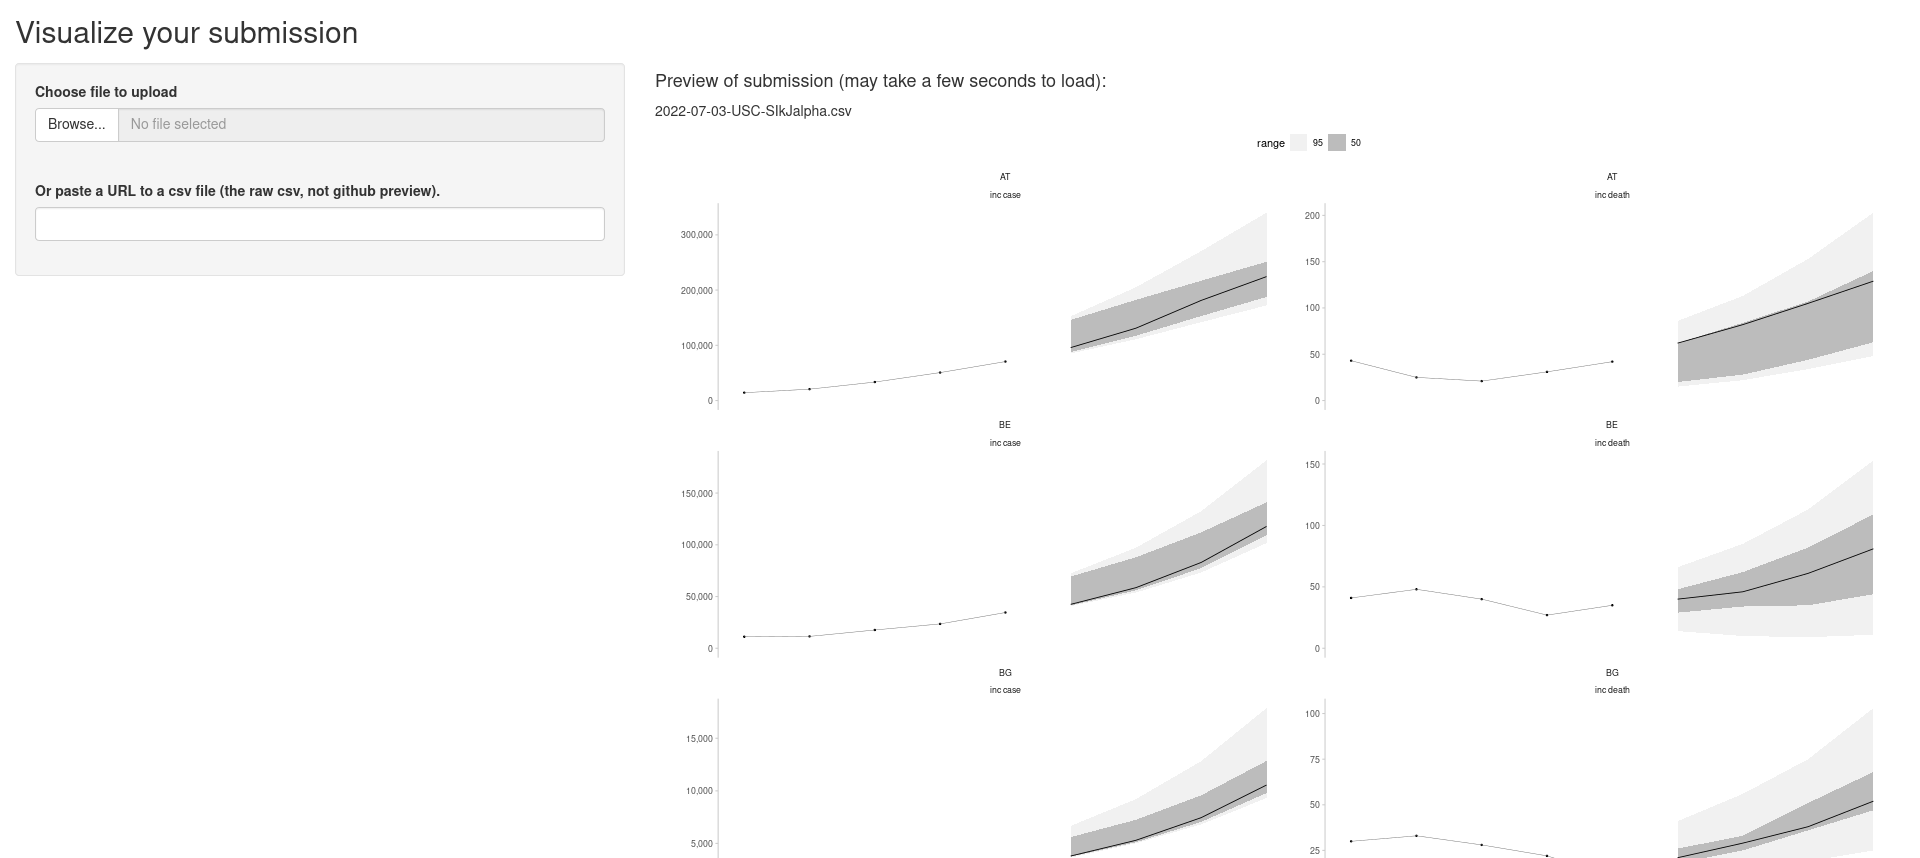 Visualize your submission
Choose file to upload
Browse... No file selected
Or paste a URL to a csv file (the raw csv, not github preview).
Preview of submission (may take a few seconds to load):
2022-07-03-USC-SIkJalpha.csv
range 95 50
AT
inc case
300,000
200,000
100,000
0
AT
inc death
200
150
100
50
0
BE
inc case
150,000
100,000
50,000
0
BE
inc death
150
100
50
0
BG
inc case
15,000
10,000
5,000
BG
inc death
100
75
50
25